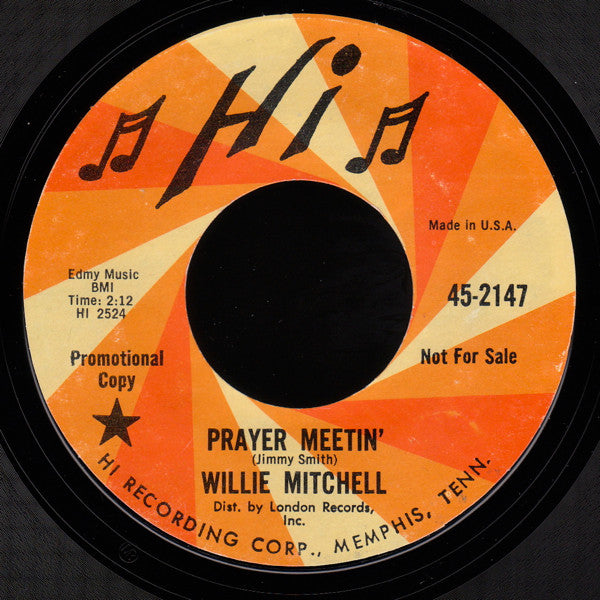 Hi
Made in U.S.A.
Edmy Music
BMI
Time: 2:12
HI 2524
45-2147
Promotional
Copy
Not For Sale
PRAYER MEETIN'
(Jimmy Smith)
WILLIE MITCHELL
Dist. by London Records,
Inc.
HI RECORDING CORP., MEMPHIS, TENN.